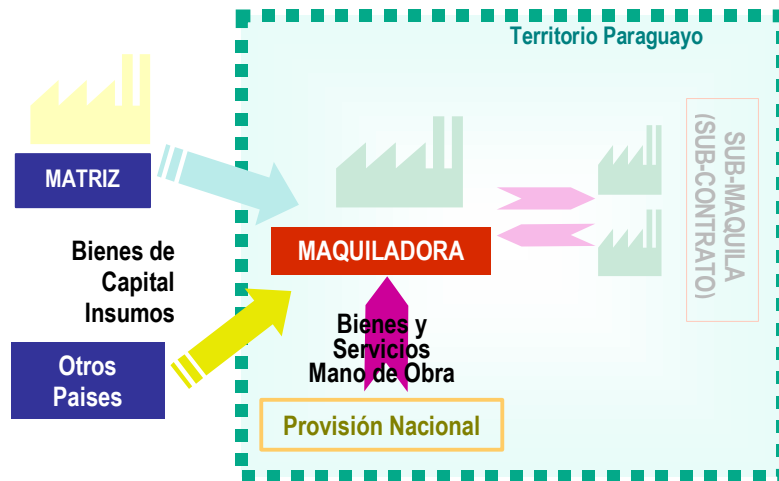 Territorio Paraguayo
MATRIZ
SUB-MAQUILA
(SUB-CONTRATO)
MAQUILADORA
Bienes de
Capital
Insumos
Bienes y
Servicios
Mano de Obra
Otros
Paises
Provisión Nacional